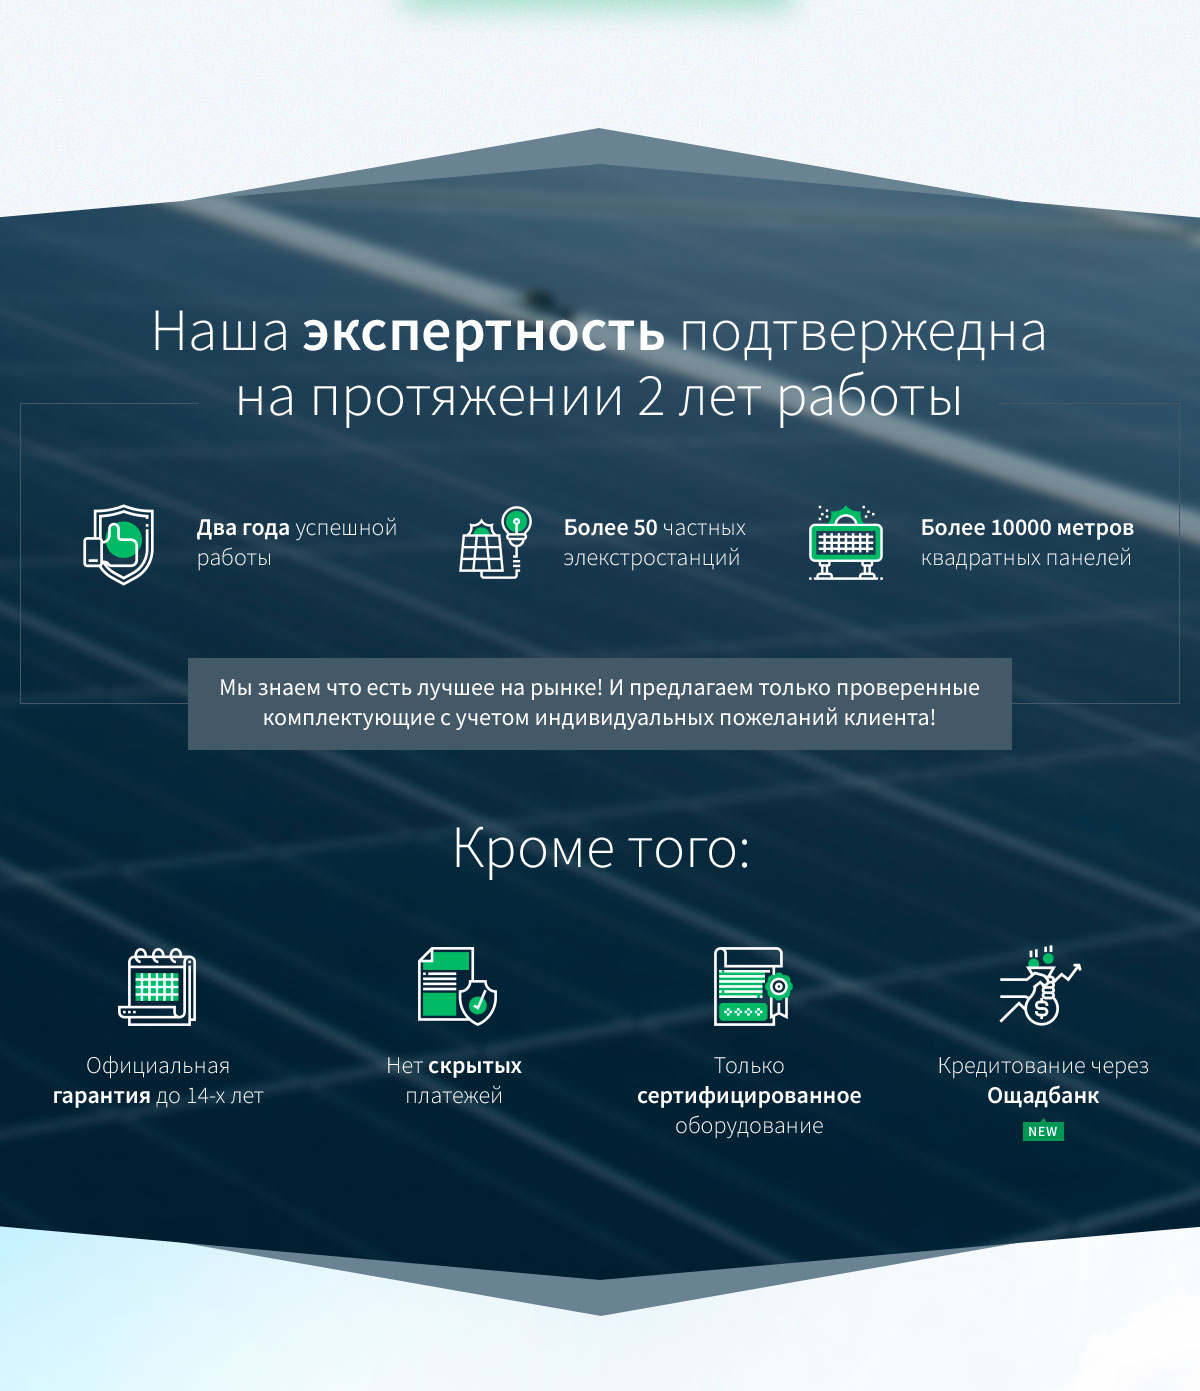 Наша экспертность подтвержедна
на протяжении 2 лет работы
Два года успешной
работы
Более 50 частных
элекстростанций
Более 10000 метров
квадратных панелей
Мы знаем что есть лучшее на рынке! И предлагаем только проверенные
комплектующие с учетом индивидуальных пожеланий клиента!
Кроме того:
Официальная
гарантия до 14-х лет
Нет скрытых
платежей
Только
сертифицированное
оборудование
Кредитование через
Ощадбанк
NEW